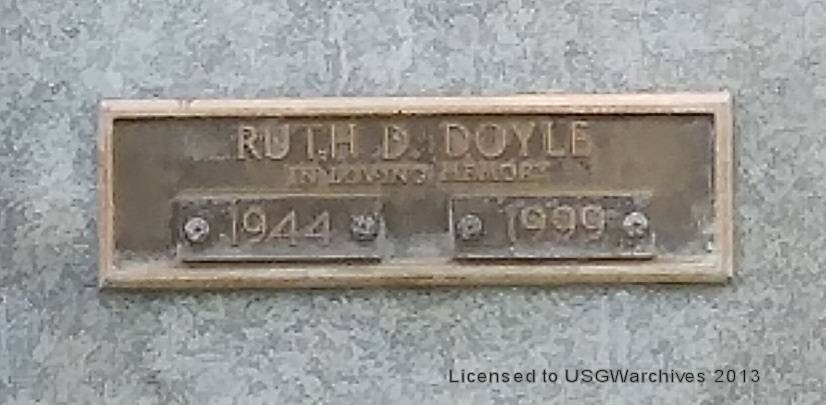 RUTH D. DOYLE
IN LOVING MEMORY
1944 1999
Licensed to USGWarchives 2013